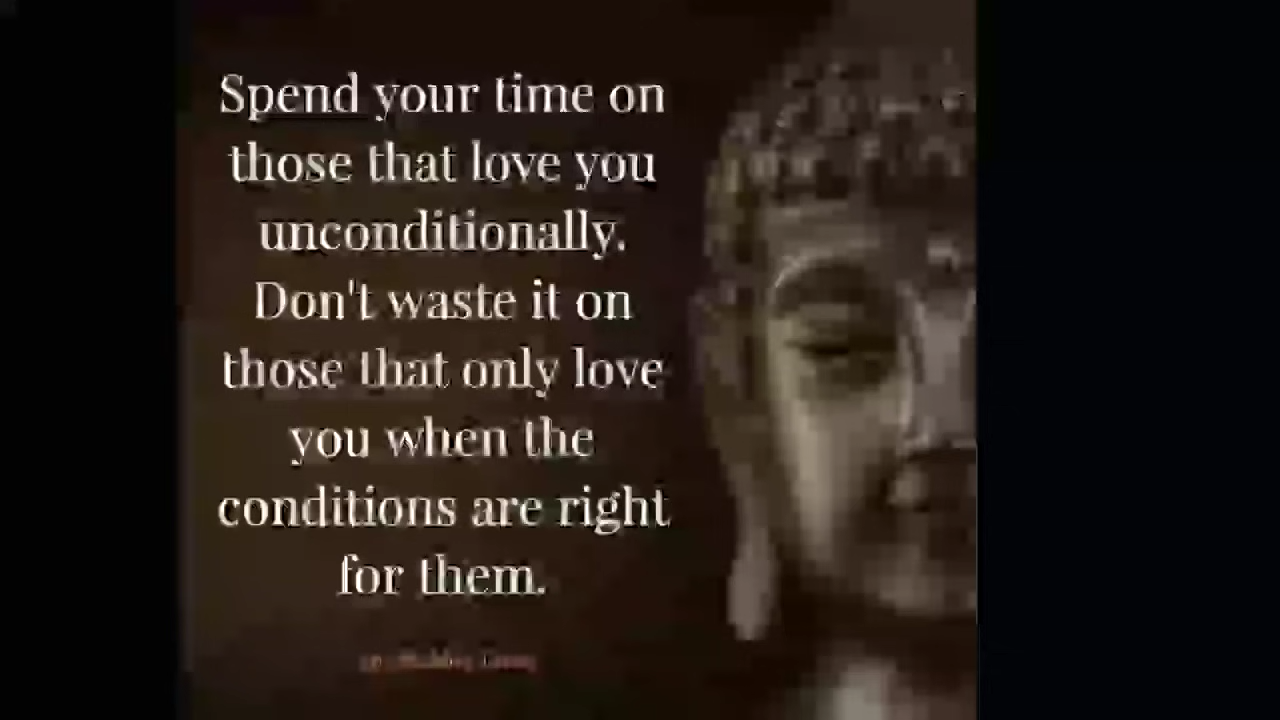 Spend your time on
those that love you
unconditionally.
Don't waste it on
those that only love
you when the
conditions are right
for them.